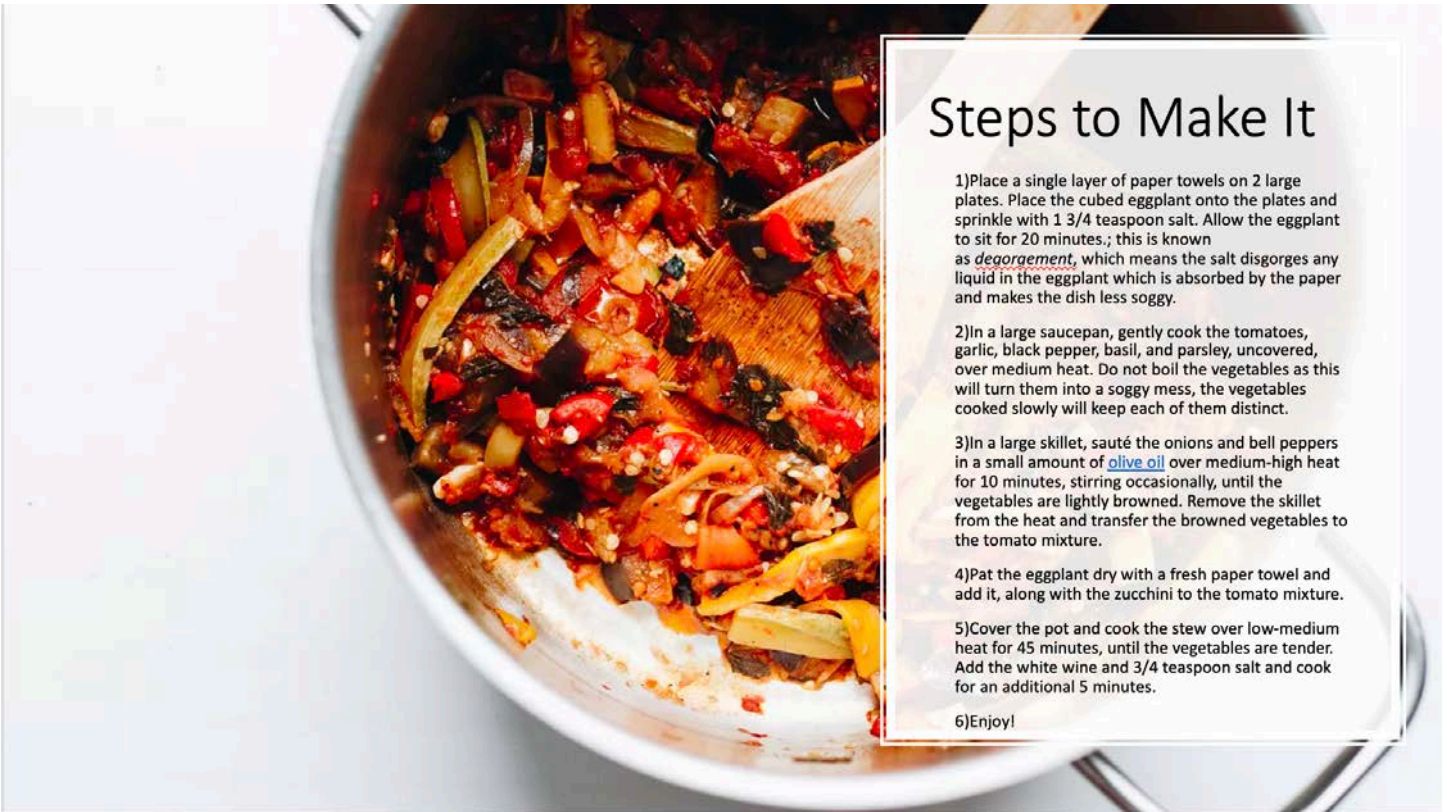 Steps to Make It
1)Place a single layer of paper towels on 2 large
plates. Place the cubed eggplant onto the plates and
sprinkle with 1 3/4 teaspoon salt. Allow the eggplant
to sit for 20 minutes.; this is known
as degorgement, which means the salt disgorges any
liquid in the eggplant which is absorbed by the paper
and makes the dish less soggy.
2)In a large saucepan, gently cook the tomatoes,
garlic, black pepper, basil, and parsley, uncovered,
over medium heat. Do not boil the vegetables as this
will turn them into a soggy mess, the vegetables
cooked slowly will keep each of them distinct.
3)In a large skillet, sauté the onions and bell peppers
in a small amount of olive oil over medium-high heat
for 10 minutes, stirring occasionally, until the
vegetables are lightly browned. Remove the skillet
from the heat and transfer the browned vegetables to
the tomato mixture.
4)Pat the eggplant dry with a fresh paper towel and
add it, along with the zucchini to the tomato mixture.
5)Cover the pot and cook the stew over low-medium
heat for 45 minutes, until the vegetables are tender.
Add the white wine and 3/4 teaspoon salt and cook
for an additional 5 minutes.
6)Enjoy!